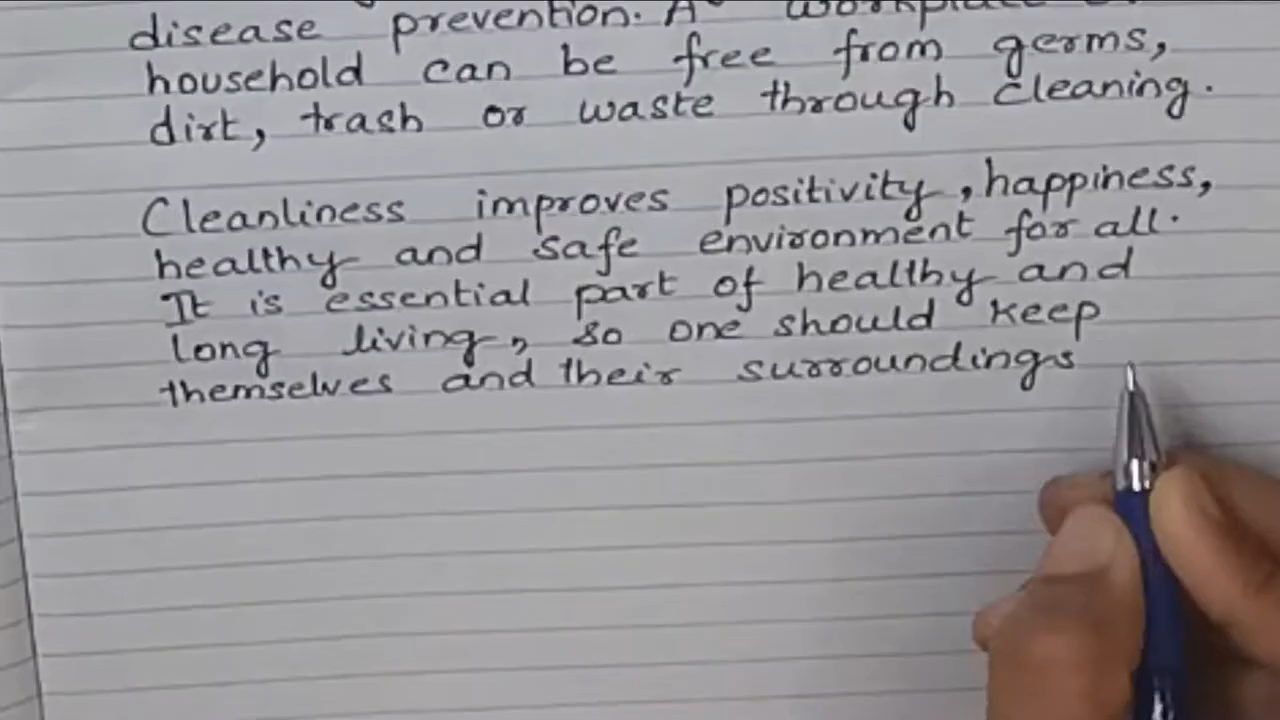 disease prevention. A workplace
household can be free from germs,
dirt, trash or waste through cleaning.
Cleanliness improves positivity, happiness,
healthy and safe environment for all.
It is essential part of healthy and
long living, so one should keep
themselves and their surroundings